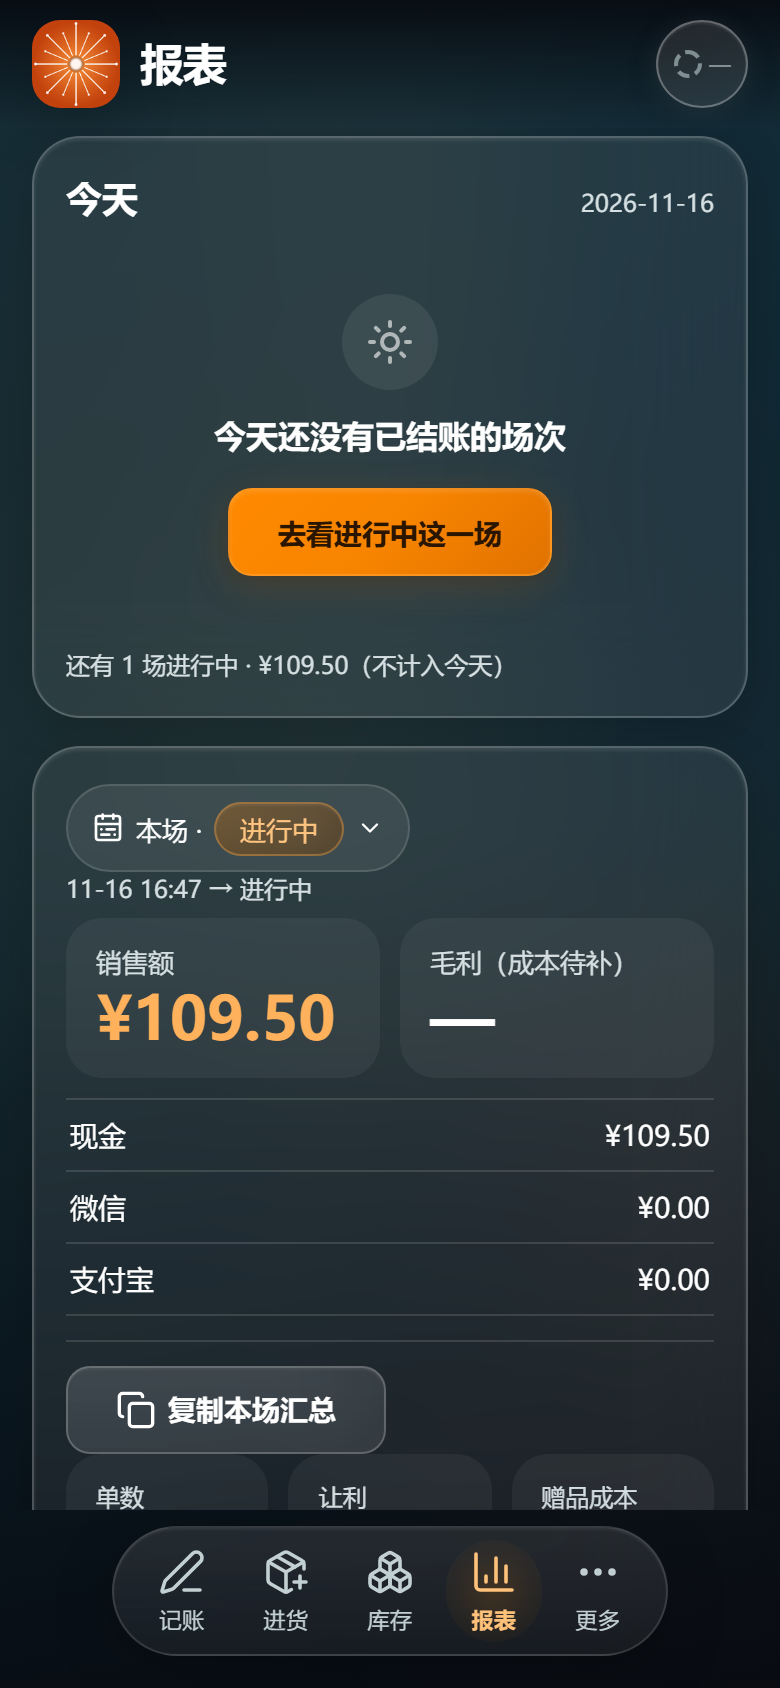 报表
今天
2026-11-16
今天还没有已结账的场次
去看进行中这一场
还有 1 场进行中 · ¥109.50（不计入今天）
本场 · 进行中
11-16 16:47 → 进行中
销售额
¥109.50
毛利（成本待补）
—
现金 ¥109.50
微信 ¥0.00
支付宝 ¥0.00
复制本场汇总
单数
让利
赠品成本
记账
进货
库存
报表
更多